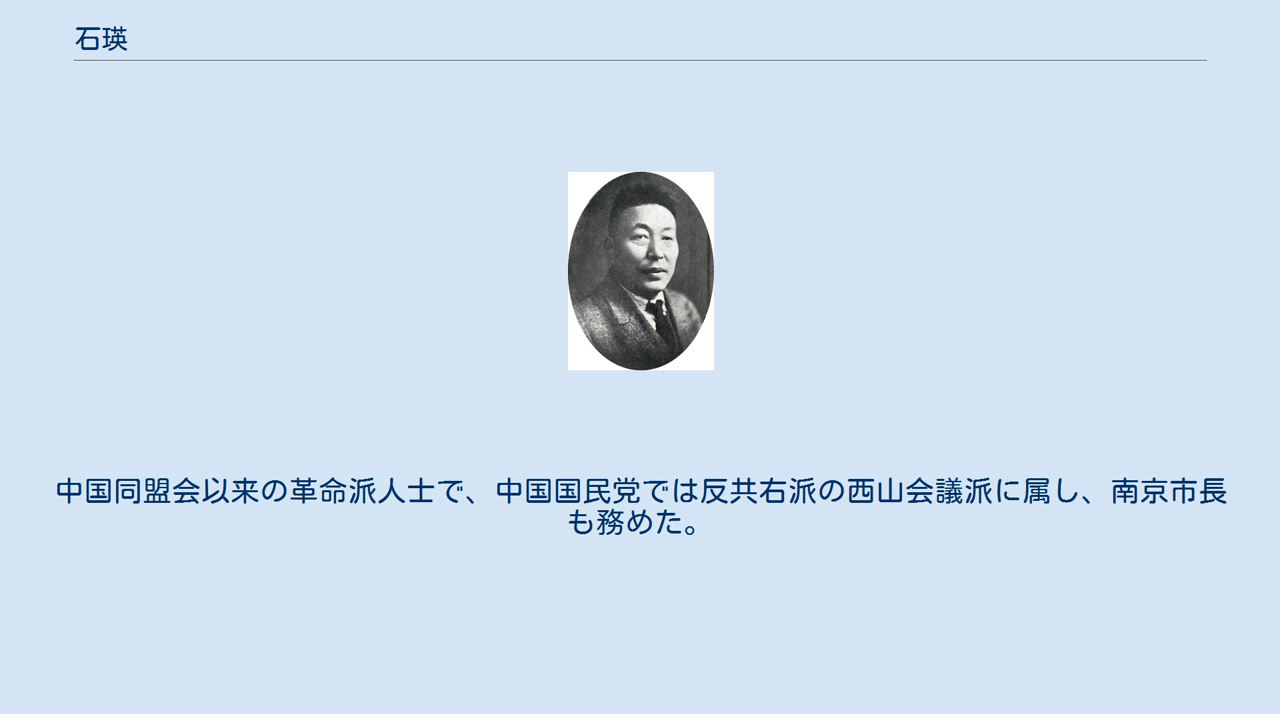 石瑛
中国同盟会以来の革命派人士で、中国国民党では反共右派の西山会議派に属し、南京市長
も務めた。